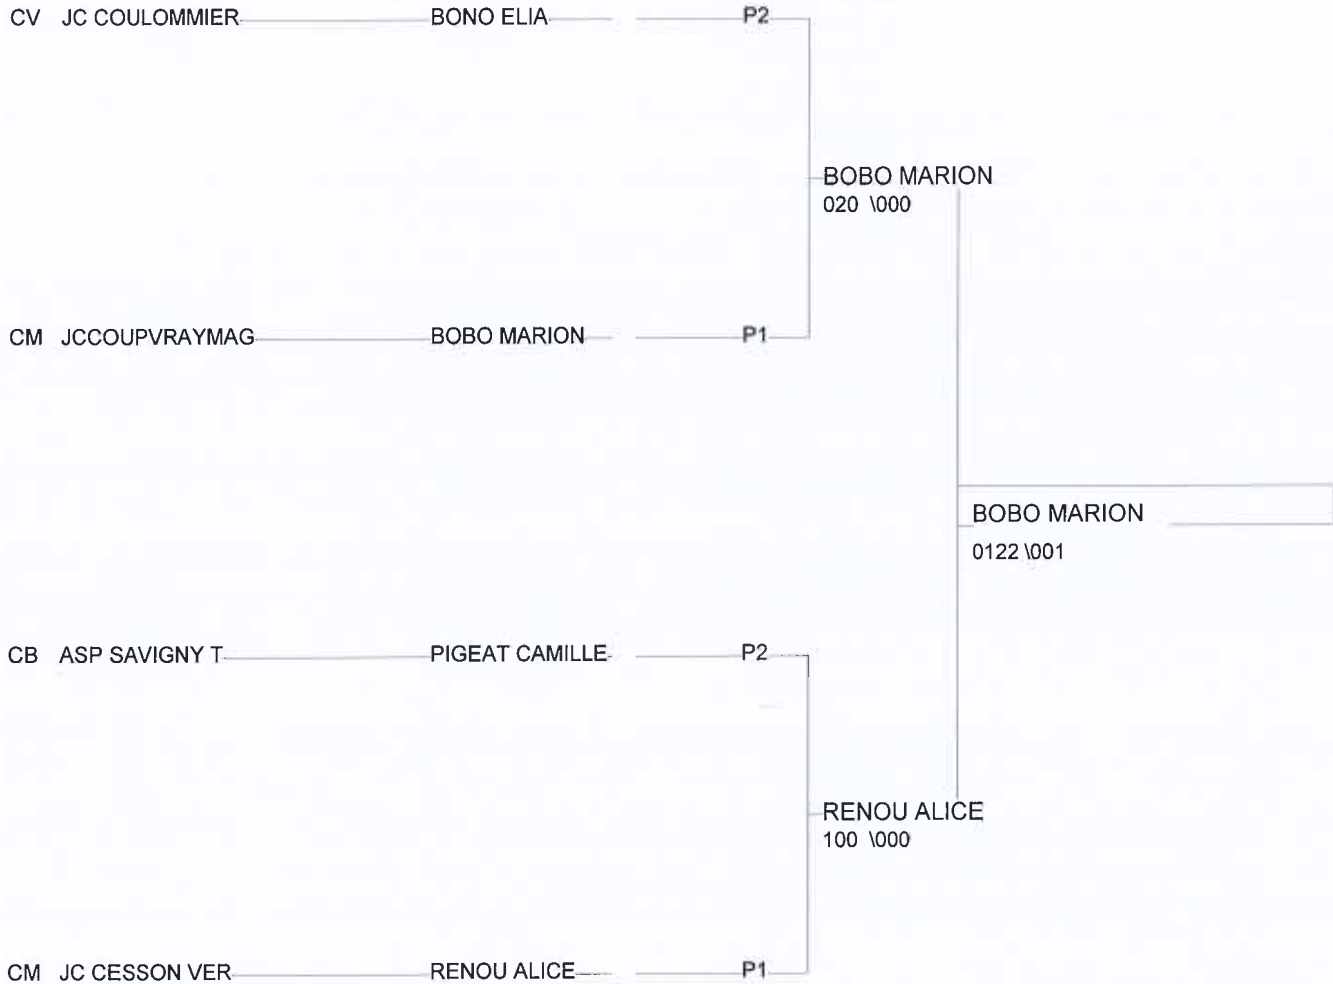 CV JC COULOMMIER BONO ELIA P2
BOBO MARION
020 \000
CM JCCOUPVRAYMAG BOBO MARION P1
BOBO MARION
0122 \001
CB ASP SAVIGNY T PIGEAT CAMILLE P2
RENOU ALICE
100 \000
CM JC CESSON VER RENOU ALICE P1